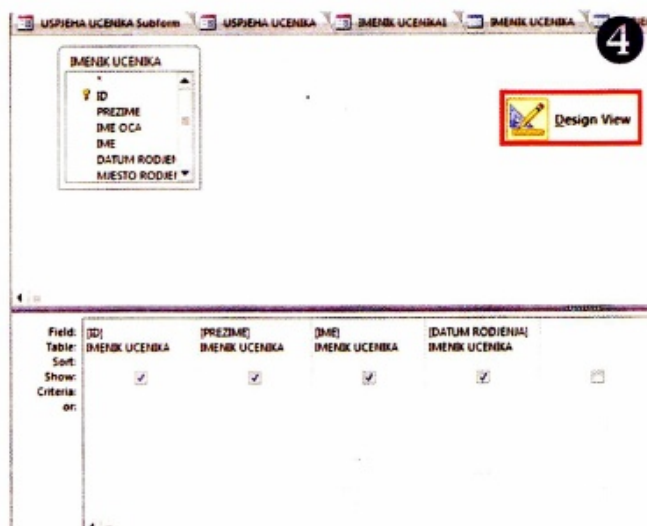 USPJEHA UCENIKA Subform USPJEHA UCENIKA IMENIK UCENIKA1 IMENIK UCENIKA
4
IMENIK UCENIKA
*
ID
PREZIME
IME OCA
IME
DATUM RODJEN
MJESTO RODJEI
Design View
Field: [ID] [PREZIME] [IME] [DATUM RODJENJA]
Table: IMENIK UCENIKA IMENIK UCENIKA IMENIK UCENIKA IMENIK UCENIKA
Sort:
Show:
Criteria:
or: